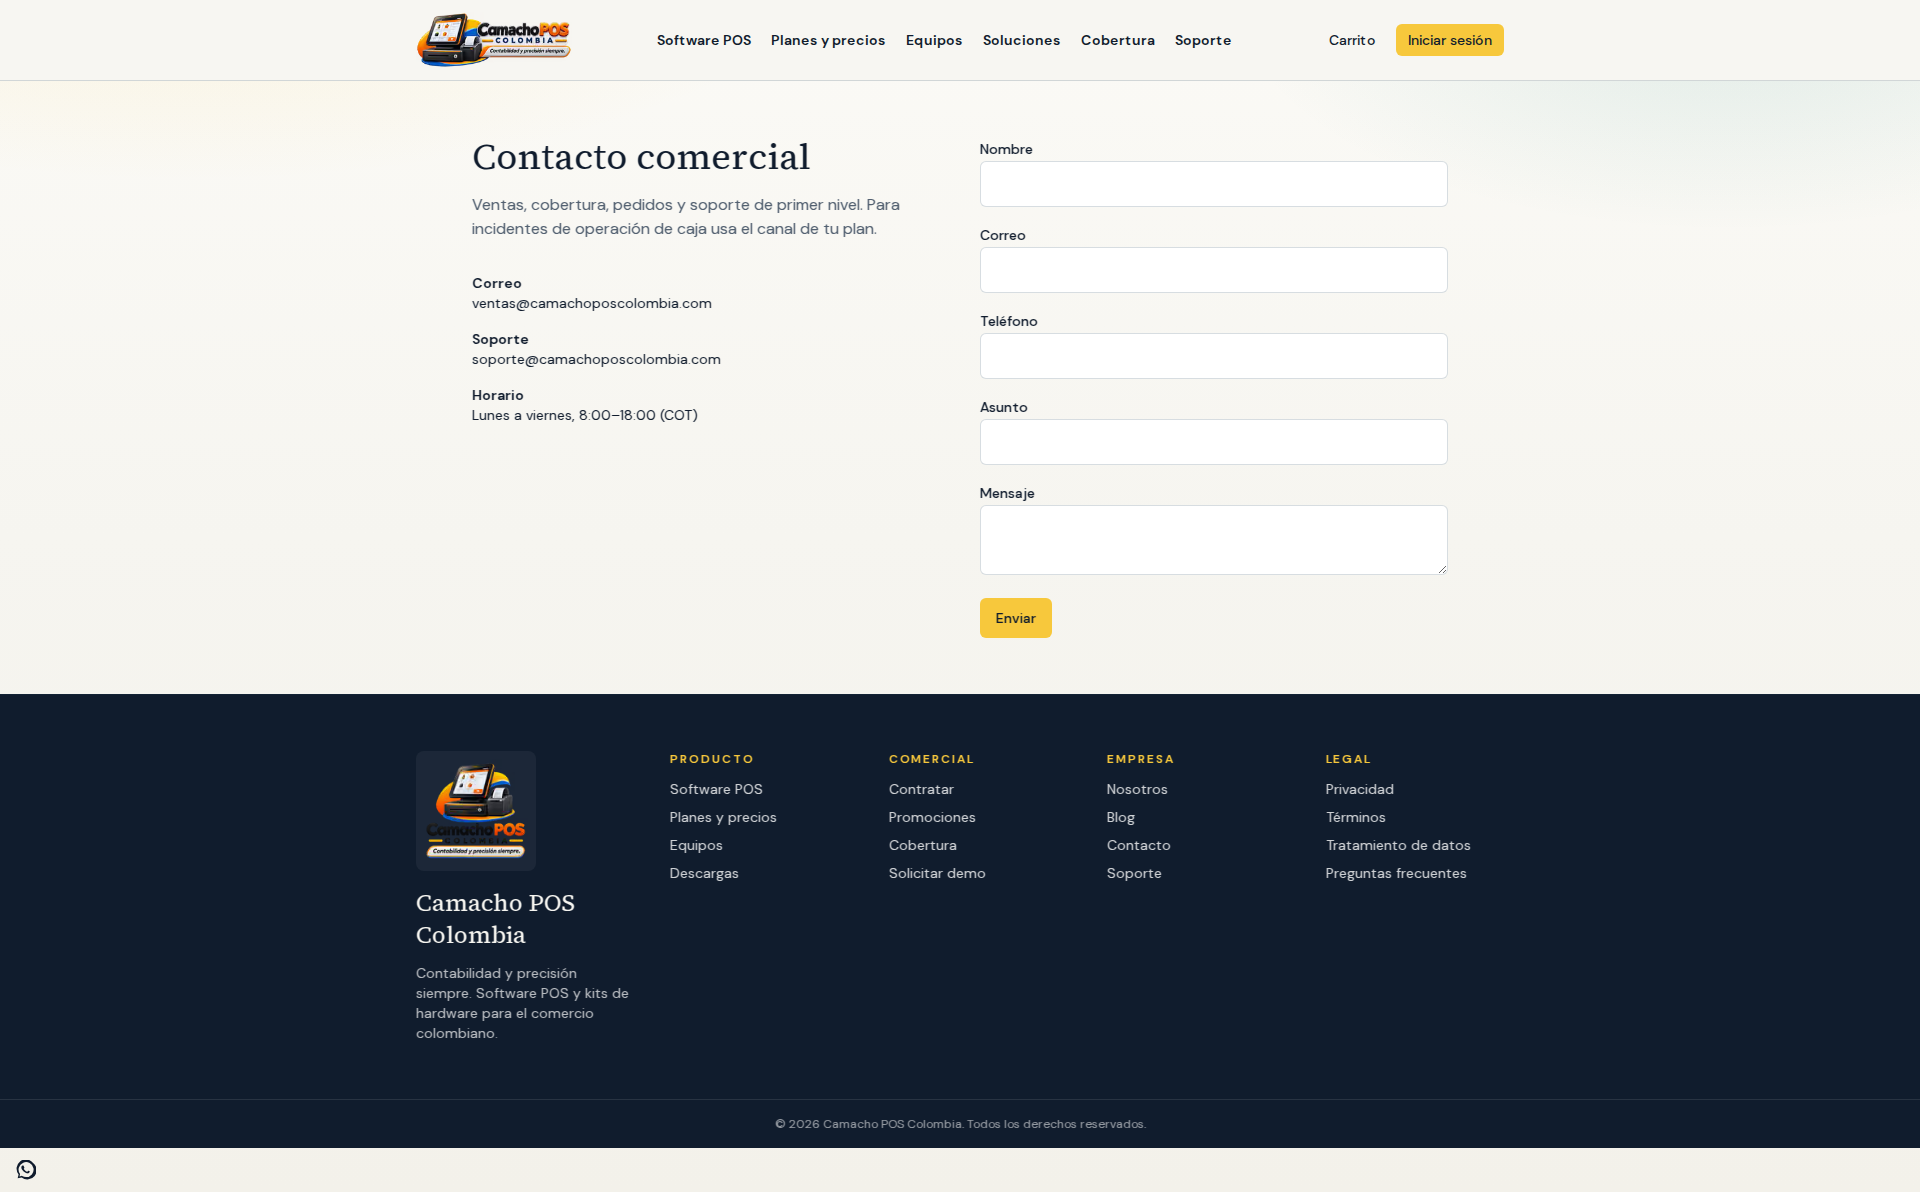 CamachoPOS
COLOMBIA
Contabilidad y precisión siempre.
Software POS
Planes y precios
Equipos
Soluciones
Cobertura
Soporte
Carrito
Iniciar sesión
Contacto comercial
Ventas, cobertura, pedidos y soporte de primer nivel. Para
incidentes de operación de caja usa el canal de tu plan.
Correo
ventas@camachoposcolombia.com
Soporte
soporte@camachoposcolombia.com
Horario
Lunes a viernes, 8:00–18:00 (COT)
Nombre
Correo
Teléfono
Asunto
Mensaje
Enviar
CamachoPOS
COLOMBIA
Contabilidad y precisión siempre.
Camacho POS
Colombia
Contabilidad y precisión
siempre. Software POS y kits de
hardware para el comercio
colombiano.
PRODUCTO
Software POS
Planes y precios
Equipos
Descargas
COMERCIAL
Contratar
Promociones
Cobertura
Solicitar demo
EMPRESA
Nosotros
Blog
Contacto
Soporte
LEGAL
Privacidad
Términos
Tratamiento de datos
Preguntas frecuentes
© 2026 Camacho POS Colombia. Todos los derechos reservados.